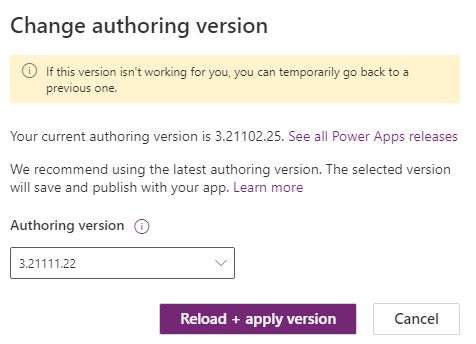 Change authoring version
If this version isn't working for you, you can temporarily go back to a
previous one.
Your current authoring version is 3.21102.25. See all Power Apps releases
We recommend using the latest authoring version. The selected version
will save and publish with your app. Learn more
Authoring version
3.21111.22
Reload + apply version
Cancel